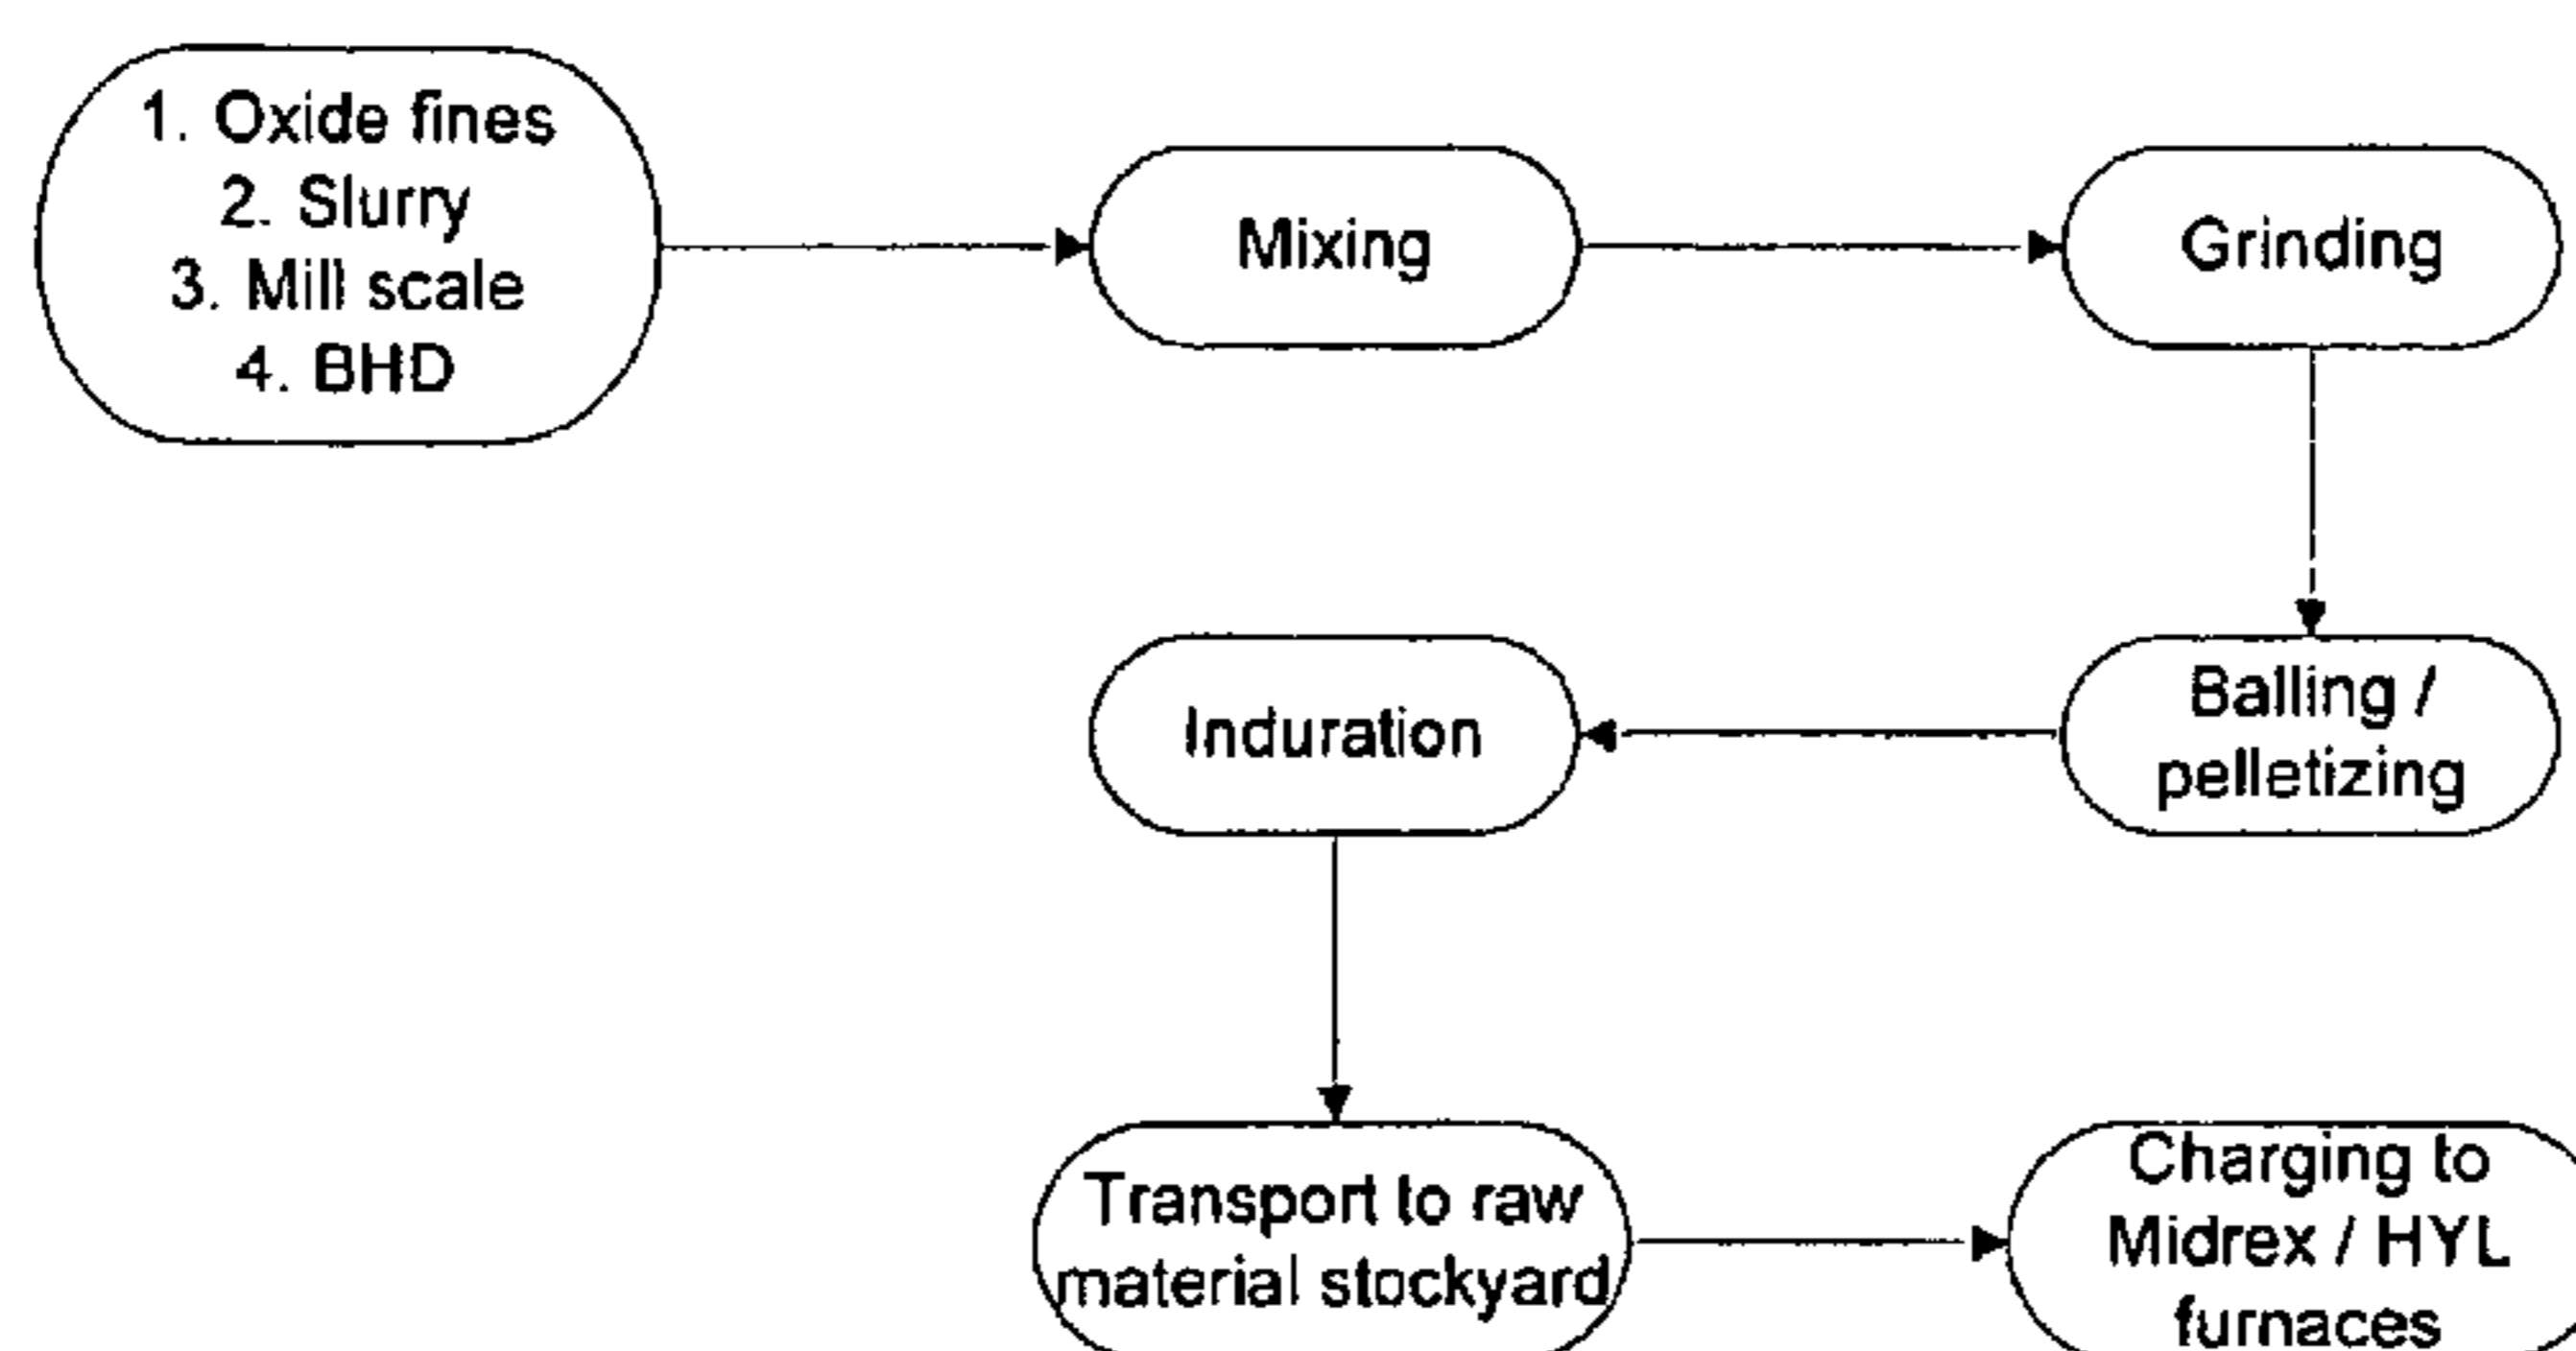 1. Oxide fines
2. Slurry
3. Mill scale
4. BHD
Mixing
Grinding
Balling /
pelletizing
Induration
Transport to raw
material stockyard
Charging to
Midrex / HYL
furnaces